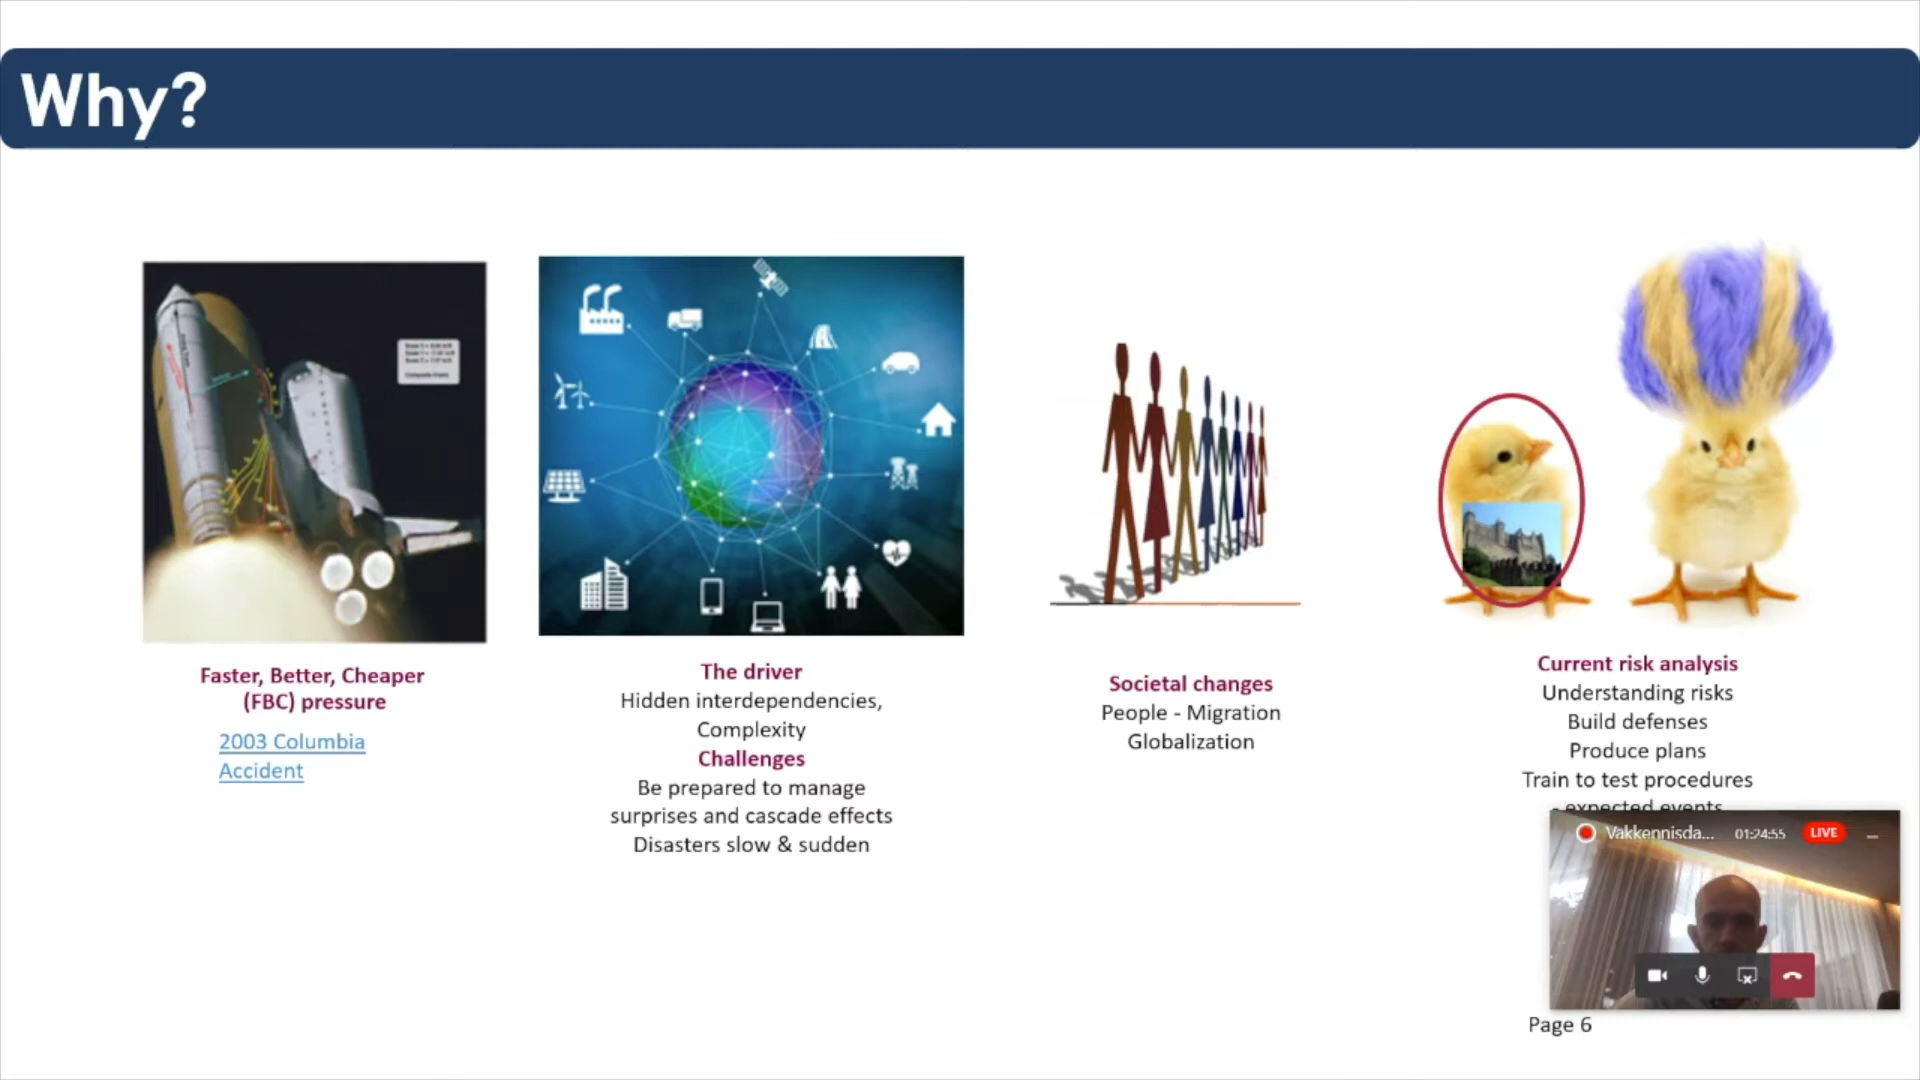 Why?
Faster, Better, Cheaper
(FBC) pressure
2003 Columbia
Accident
The driver
Hidden interdependencies,
Complexity
Challenges
Be prepared to manage
surprises and cascade effects
Disasters slow & sudden
Societal changes
People - Migration
Globalization
Current risk analysis
Understanding risks
Build defenses
Produce plans
Train to test procedures
- expected events
Vakkennisda... 01:24:55 LIVE
Page 6